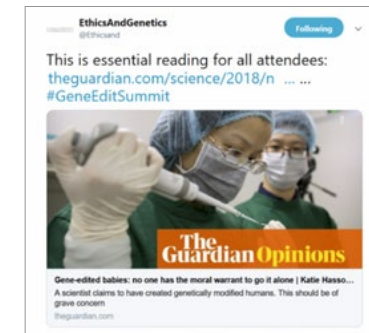 EthicsAndGenetics
@Ethicsand
Following
This is essential reading for all attendees:
theguardian.com/science/2018/n ... ...
#GeneEditSummit
The
Guardian Opinions
Gene-edited babies: no one has the moral warrant to go it alone | Katie Hasso...
A scientist claims to have created genetically modified humans. This should be of
grave concern
theguardian.com